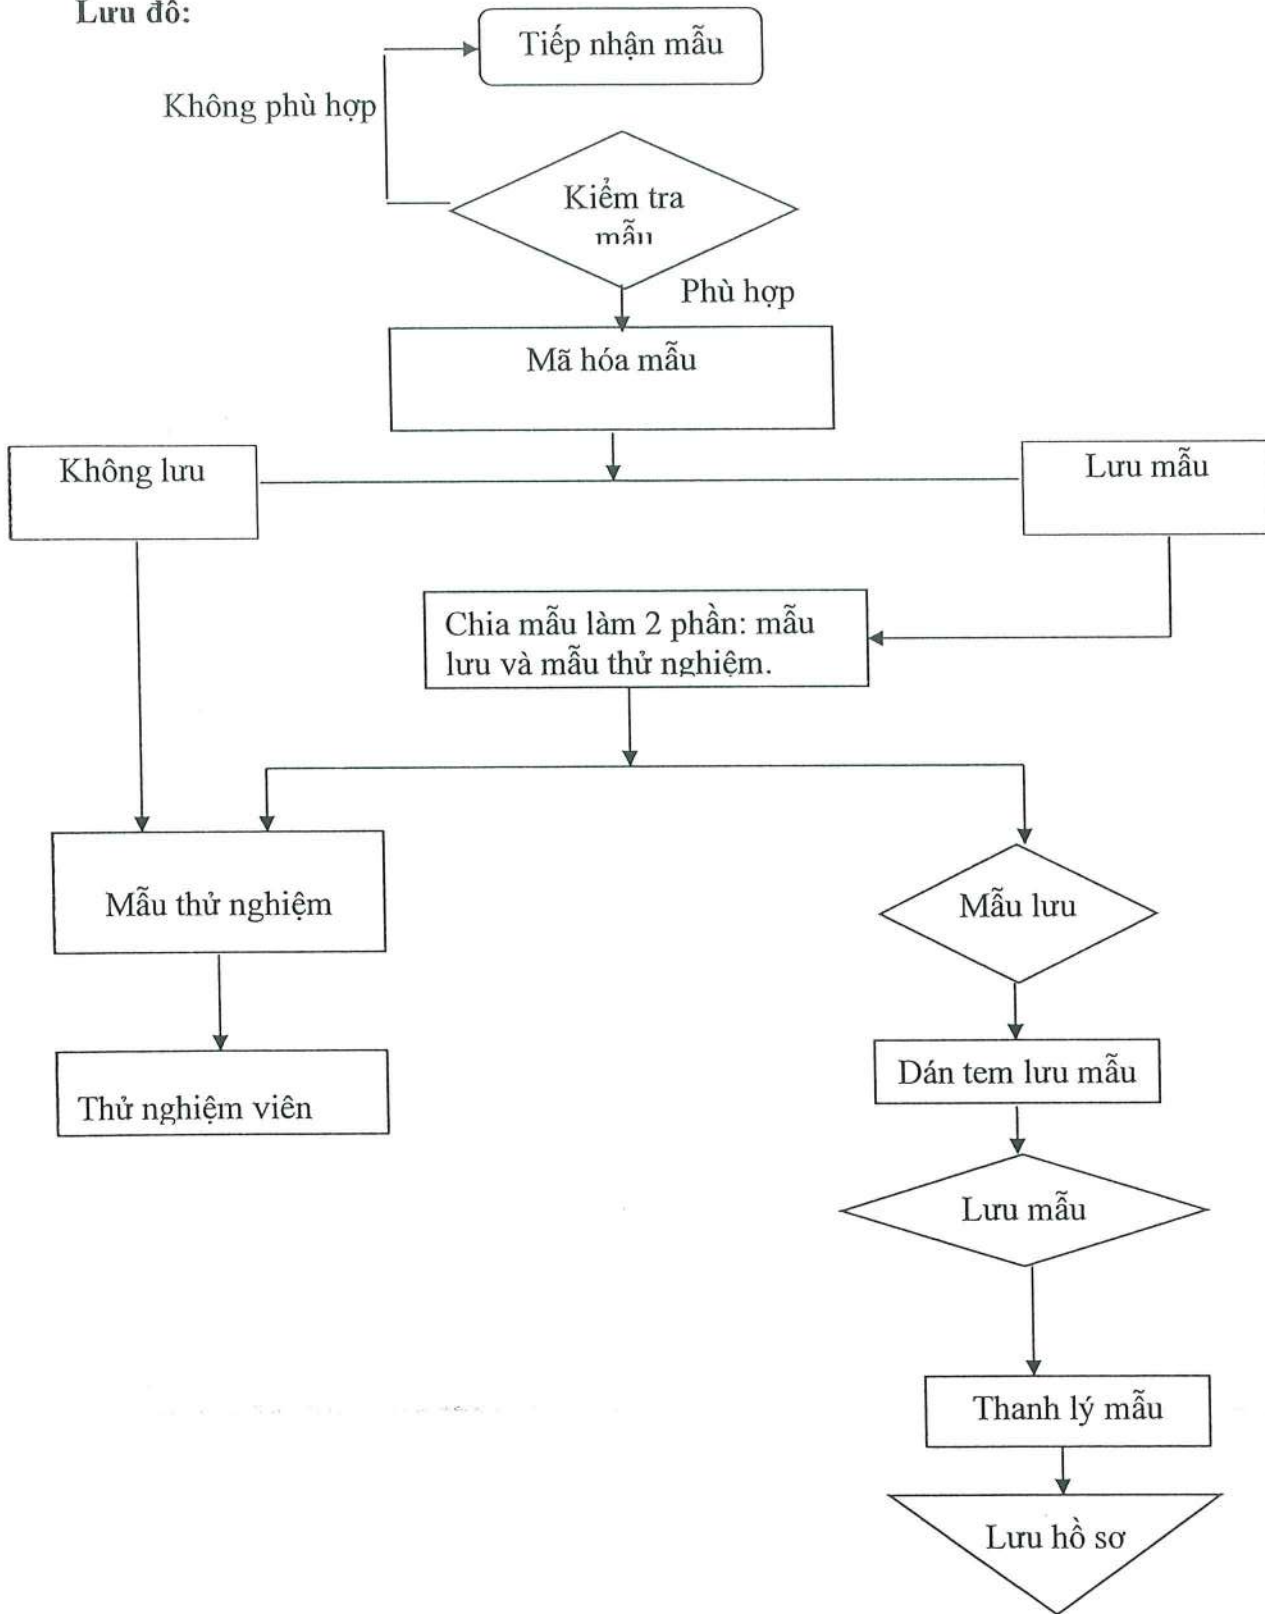 Lưu đồ:
Tiếp nhận mẫu
Không phù hợp
Kiểm tra
mẫu
Phù hợp
Mã hóa mẫu
Không lưu
Lưu mẫu
Chia mẫu làm 2 phần: mẫu
lưu và mẫu thử nghiệm.
Mẫu thử nghiệm
Mẫu lưu
Thử nghiệm viên
Dán tem lưu mẫu
Lưu mẫu
Thanh lý mẫu
Lưu hồ sơ